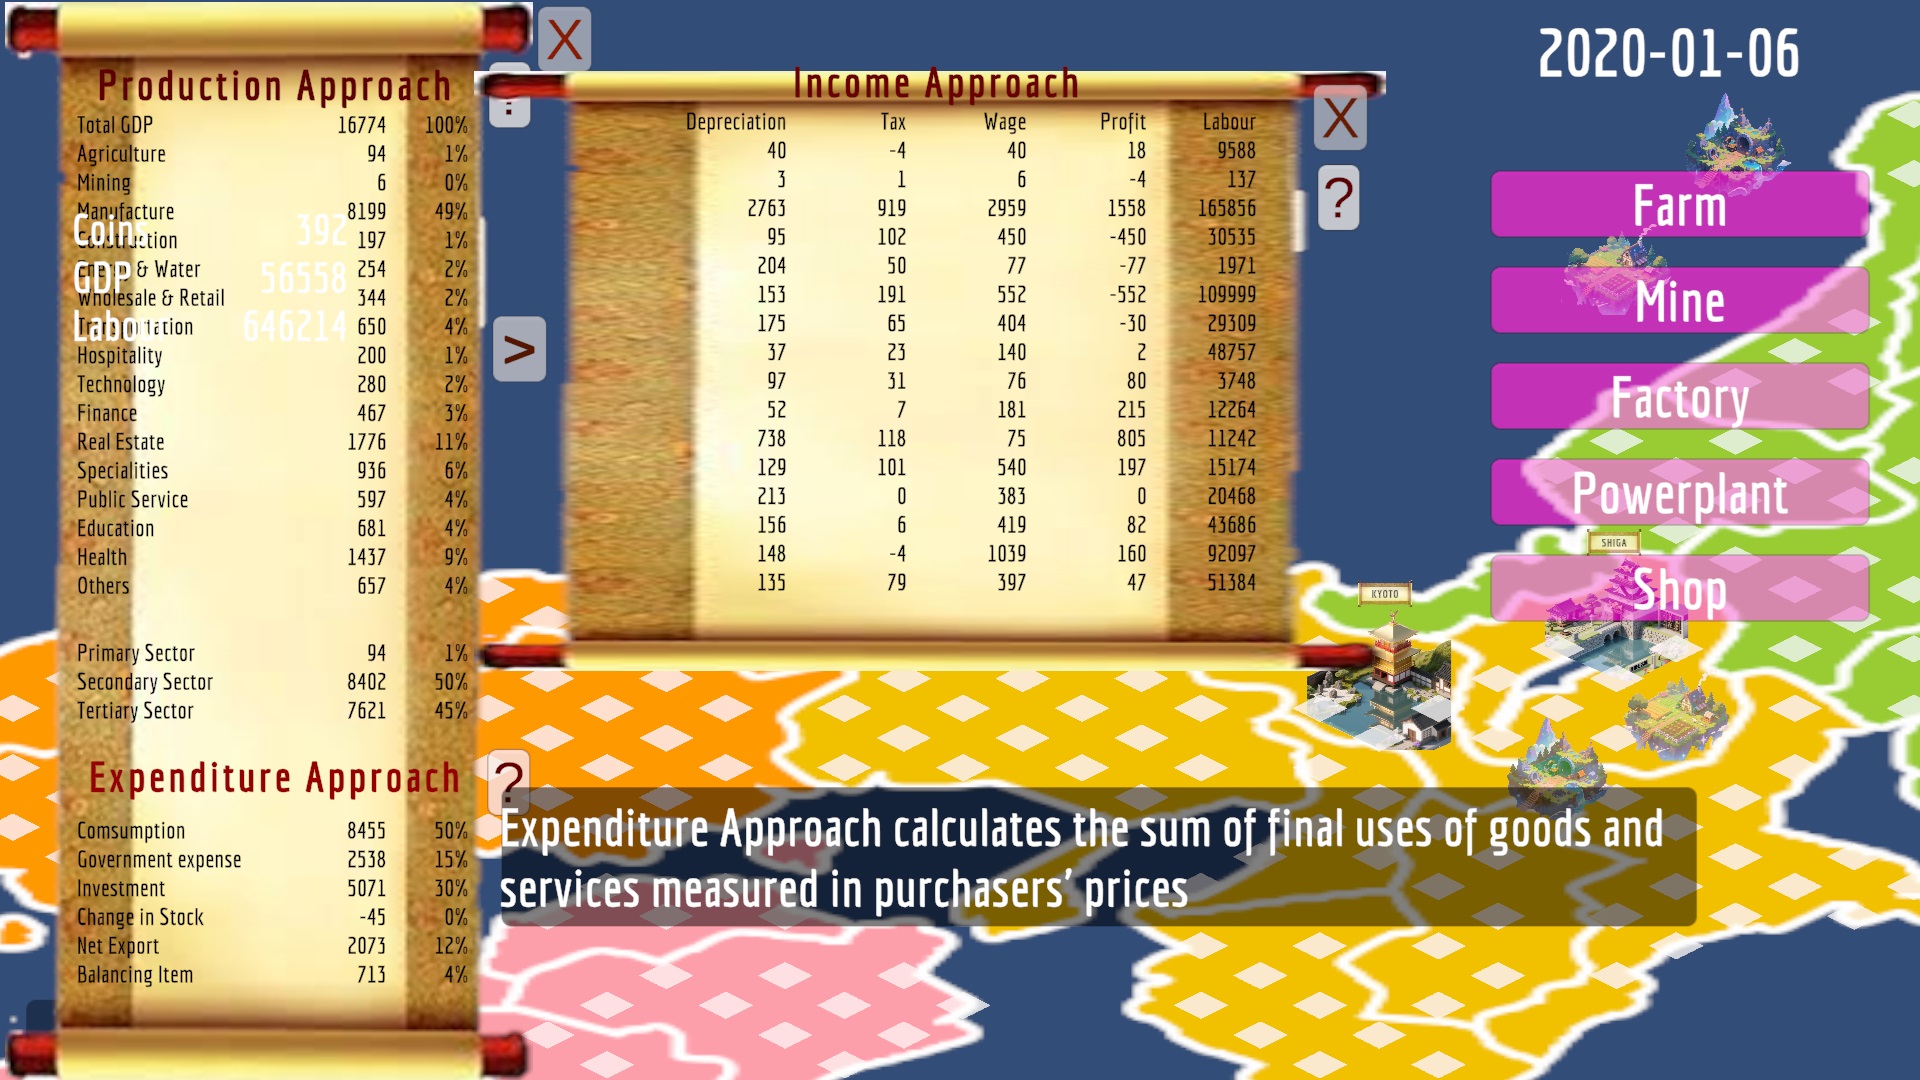 X
2020-01-06
Production Approach
Total GDP 16774 100%
Agriculture 94 1%
Mining 6 0%
Manufacture 8199 49%
Construction 197 1%
Energy & Water 254 2%
Wholesale & Retail 344 2%
Transportation 650 4%
Hospitality 200 1%
Technology 280 2%
Finance 467 3%
Real Estate 1776 11%
Specialities 936 6%
Public Service 597 4%
Education 681 4%
Health 1437 9%
Others 657 4%
Primary Sector 94 1%
Secondary Sector 8402 50%
Tertiary Sector 7621 45%
Coins 392
GDP 56558
Labour 646214
?
>
Expenditure Approach
?
Comsumption 8455 50%
Government expense 2538 15%
Investment 5071 30%
Change in Stock -45 0%
Net Export 2073 12%
Balancing Item 713 4%
Income Approach
X
?
Depreciation Tax Wage Profit Labour
40 -4 40 18 9588
3 1 6 -4 137
2763 919 2959 1558 165856
95 102 450 -450 30535
204 50 77 -77 1971
153 191 552 -552 109999
175 65 404 -30 29309
37 23 140 2 48757
97 31 76 80 3748
52 7 181 215 12264
738 118 75 805 11242
129 101 540 197 15174
213 0 383 0 20468
156 6 419 82 43686
148 -4 1039 160 92097
135 79 397 47 51384
Farm
Mine
Factory
Powerplant
SHIGA
Shop
KYOTO
Expenditure Approach calculates the sum of final uses of goods and
services measured in purchasers' prices